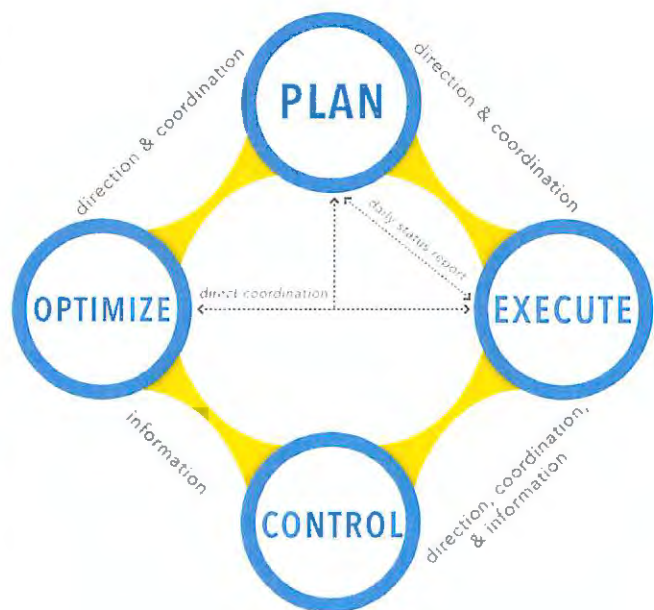 PLAN
direction & coordination
direction & coordination
daily status report
direct coordination
OPTIMIZE
EXECUTE
information
direction, coordination,
& information
CONTROL